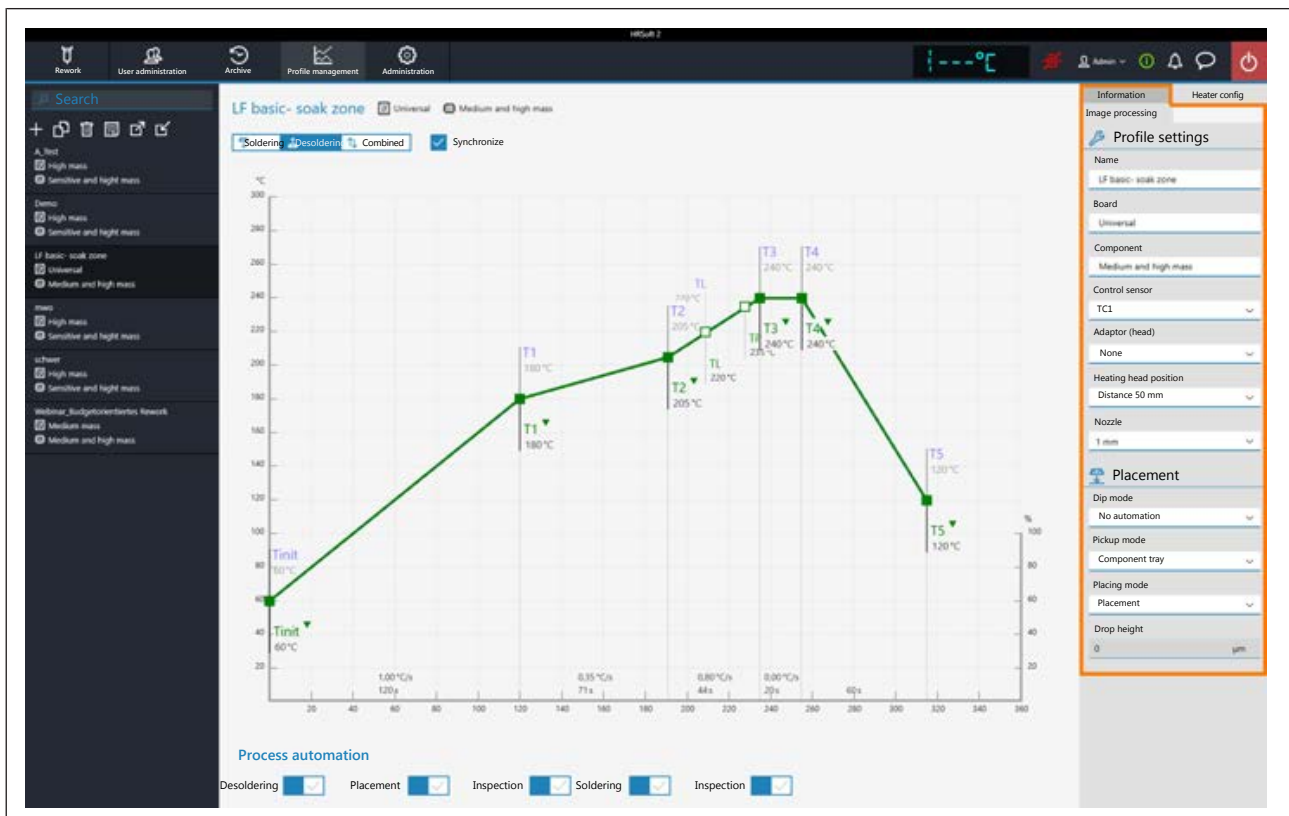 HRSoft 2
Rework User administration Archive Profile management Administration ---°C Admin
Search
A_Test
High mass
Sensitive and hight mass
Demo
High mass
Sensitive and hight mass
LF basic- soak zone
Universal
Medium and high mass
High mass
Sensitive and hight mass
schwer
High mass
Sensitive and hight mass
Webinar_Budgetorientiertes Rework
Medium mass
Medium and high mass
LF basic- soak zone Universal Medium and high mass
Soldering Desolderin Combined Synchronize
°C
300
280
260
240
220
200
180
160
140
120
100
80
60
40
20
%
100
80
60
40
20
Tinit
60°C
Tinit
60°C
T1
180°C
T1
180°C
T2
205°C
T2
205°C
TL
220°C
TL
220°C
235°C
T3
240°C
T3
240°C
T4
240°C
T4
240°C
T5
120°C
T5
120°C
1,00°C/s 0,35°C/s 0,80°C/s 0,00°C/s
120s 71s 44s 20s 60s
20 40 60 80 100 120 140 160 180 200 220 240 260 280 300 320 340 360
Process automation
Desoldering Placement Inspection Soldering Inspection
Information Heater config
Image processing
Profile settings
Name
LF basic- soak zone
Board
Universal
Component
Medium and high mass
Control sensor
TC1
Adaptor (head)
None
Heating head position
Distance 50 mm
Nozzle
1 mm
Placement
Dip mode
No automation
Pickup mode
Component tray
Placing mode
Placement
Drop height
0 µm